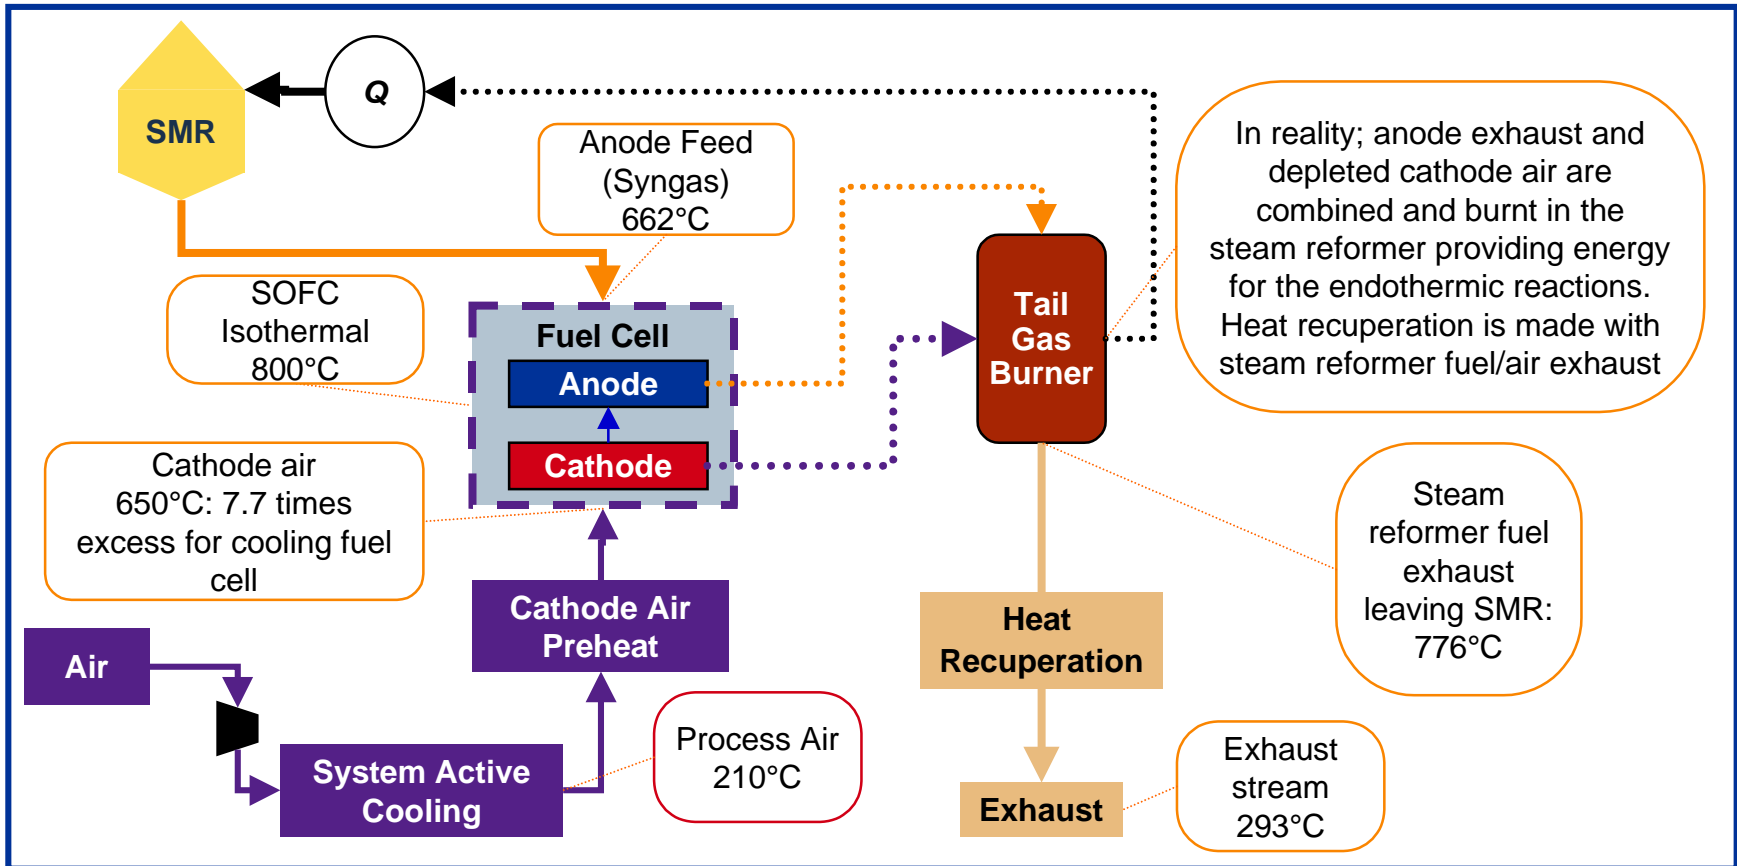 Q
SMR
Anode Feed
(Syngas)
662°C
In reality; anode exhaust and
depleted cathode air are
combined and burnt in the
steam reformer providing energy
for the endothermic reactions.
Heat recuperation is made with
steam reformer fuel/air exhaust
SOFC
Isothermal
800°C
Fuel Cell
Anode
Cathode
Tail
Gas
Burner
Cathode air
650°C: 7.7 times
excess for cooling fuel
cell
Steam
reformer fuel
exhaust
leaving SMR:
776°C
Cathode Air
Preheat
Heat
Recuperation
Air
Process Air
210°C
System Active
Cooling
Exhaust
Exhaust
stream
293°C